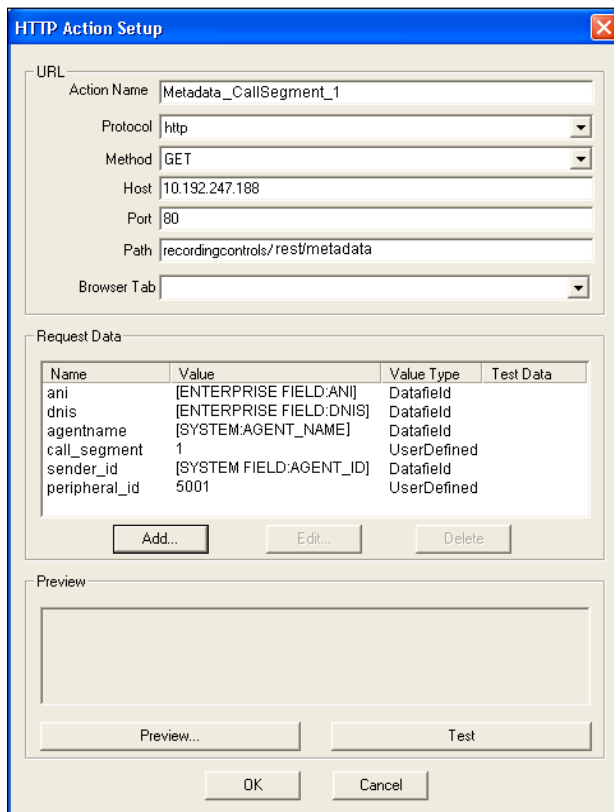 HTTP Action Setup
URL
Action Name Metadata_CallSegment_1
Protocol http
Method GET
Host 10.192.247.188
Port 80
Path recordingcontrols/rest/metadata
Browser Tab
Request Data
Name Value Value Type Test Data
ani [ENTERPRISE FIELD:ANI] Datafield
dnis [ENTERPRISE FIELD:DNIS] Datafield
agentname [SYSTEM:AGENT_NAME] Datafield
call_segment 1 UserDefined
sender_id [SYSTEM FIELD:AGENT_ID] Datafield
peripheral_id 5001 UserDefined
Add... Edit... Delete
Preview
Preview... Test
OK Cancel